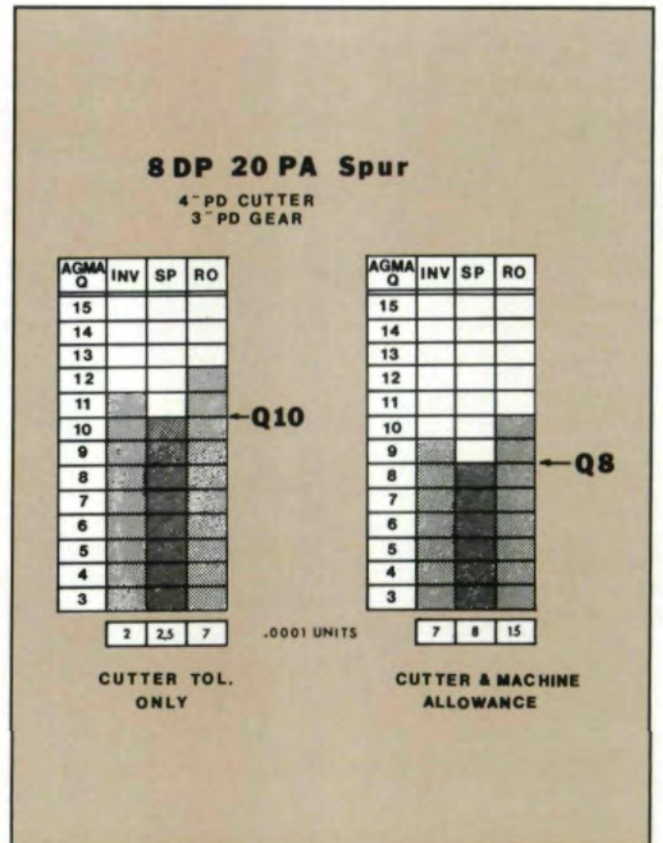 8 DP 20 PA Spur
4" PD CUTTER
3" PD GEAR
AGMA Q INV SP RO
15
14
13
12
11
10
9
8
7
6
5
4
3
←Q10
2 2.5 7
CUTTER TOL.
ONLY
.0001 UNITS
AGMA Q INV SP RO
15
14
13
12
11
10
9
8
7
6
5
4
3
←Q8
7 8 15
CUTTER & MACHINE
ALLOWANCE